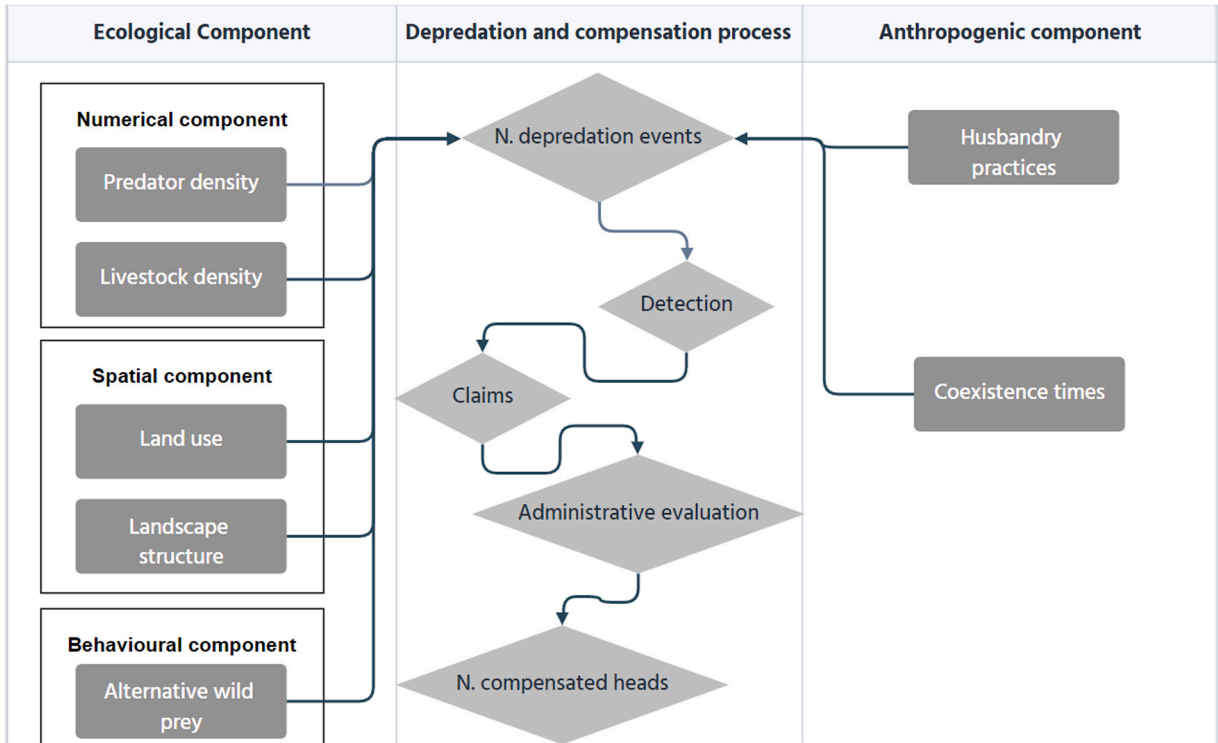 Ecological Component
Depredation and compensation process
Anthropogenic component
Numerical component
Predator density
Livestock density
Spatial component
Land use
Landscape
structure
Behavioural component
Alternative wild
prey
N. depredation events
Detection
Claims
Administrative evaluation
N. compensated heads
Husbandry
practices
Coexistence times